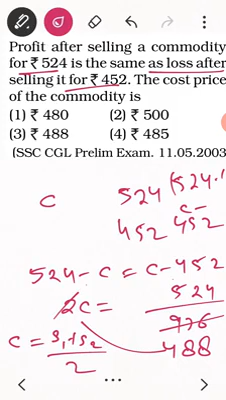 Profit after selling a commodity
for ₹ 524 is the same as loss after
selling it for ₹ 452. The cost price
of the commodity is
(1) ₹ 480 (2) ₹ 500
(3) ₹ 488 (4) ₹ 485
(SSC CGL Prelim Exam. 11.05.2003
C 524 (524-
C-
452 452
524-C = C-452
2C = 524
976
C = S1+S2 488
2